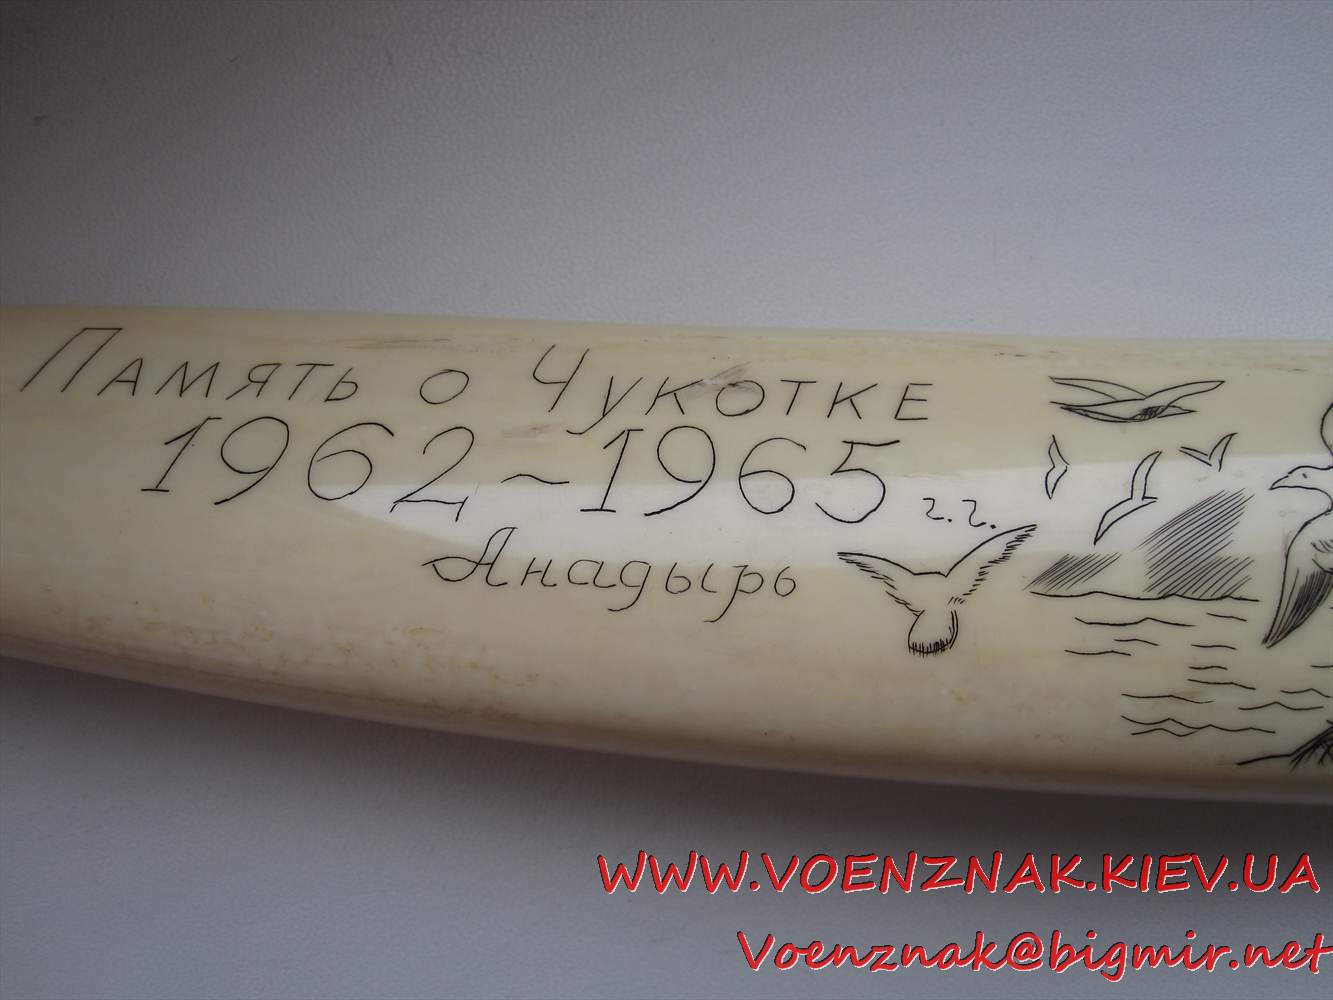 Память о Чукотке
1962~1965 г.г.
Анадырь
WWW.VOENZNAK.KIEV.UA
Voenznak@bigmir.net